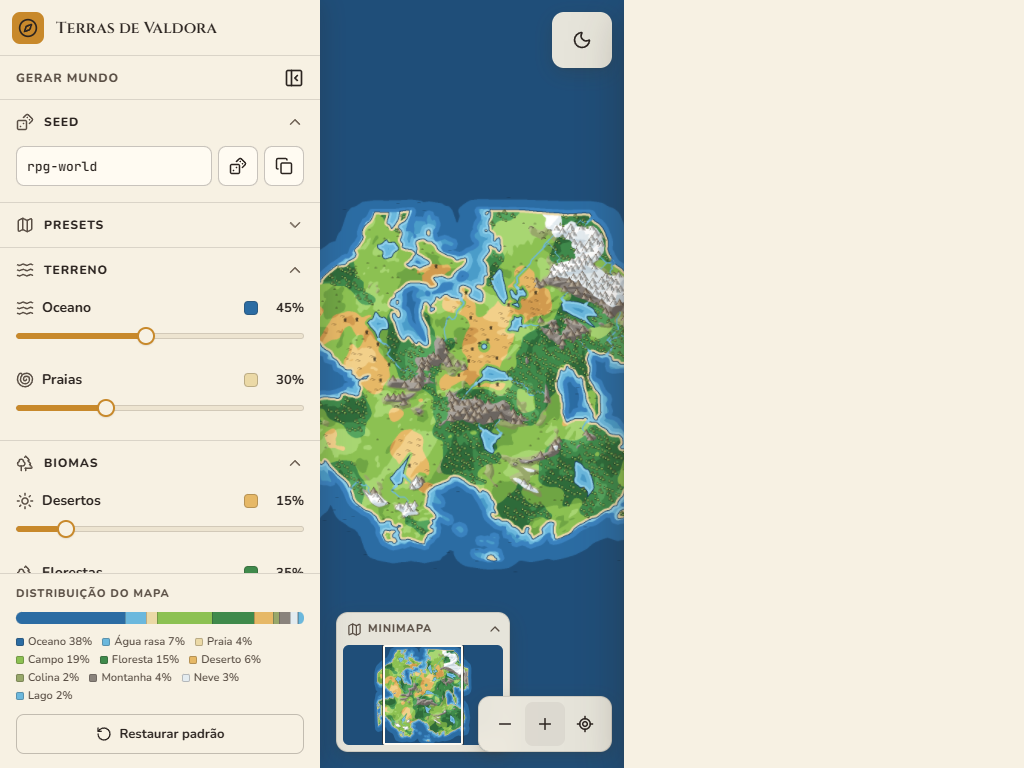 Terras de Valdora
GERAR MUNDO
SEED
rpg-world
PRESETS
TERRENO
Oceano 45%
Praias 30%
BIOMAS
Desertos 15%
Florestas 35%
DISTRIBUIÇÃO DO MAPA
Oceano 38% Água rasa 7% Praia 4%
Campo 19% Floresta 15% Deserto 6%
Colina 2% Montanha 4% Neve 3%
Lago 2%
Restaurar padrão
MINIMAPA